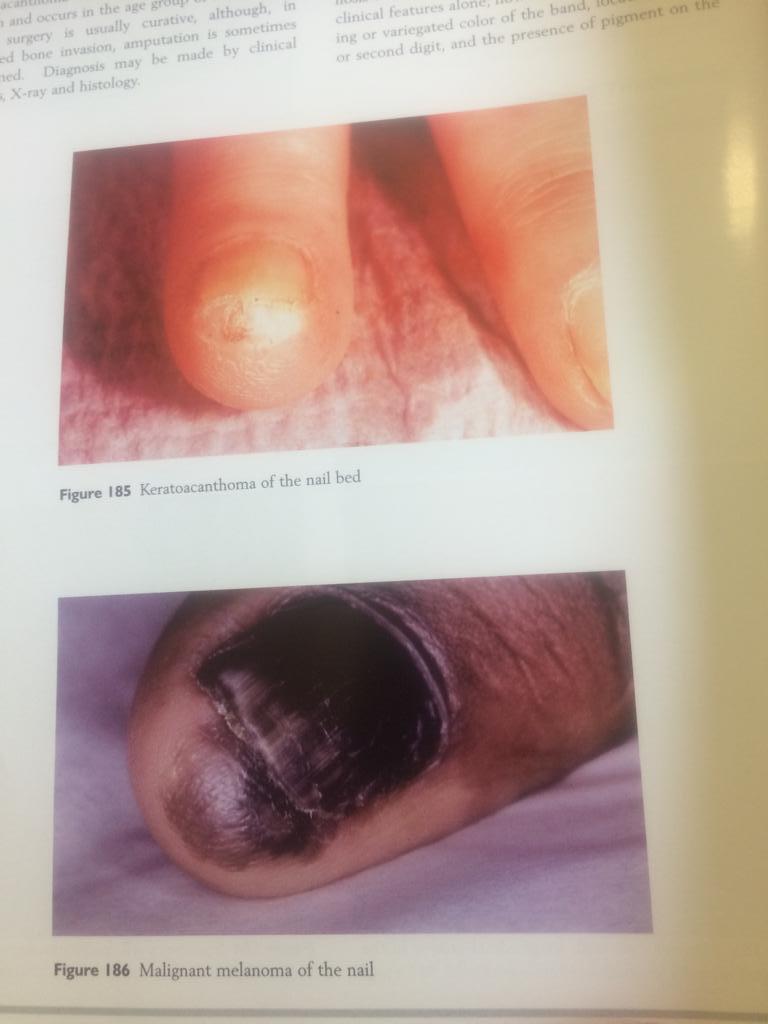 n and occurs in the age group of
surgery is usually curative, although, in
ed bone invasion, amputation is sometimes
ned. Diagnosis may be made by clinical
s, X-ray and histology.
clinical features alone,
ing or variegated color of the band,
or second digit, and the presence of pigment on the
Figure 185 Keratoacanthoma of the nail bed
Figure 186 Malignant melanoma of the nail